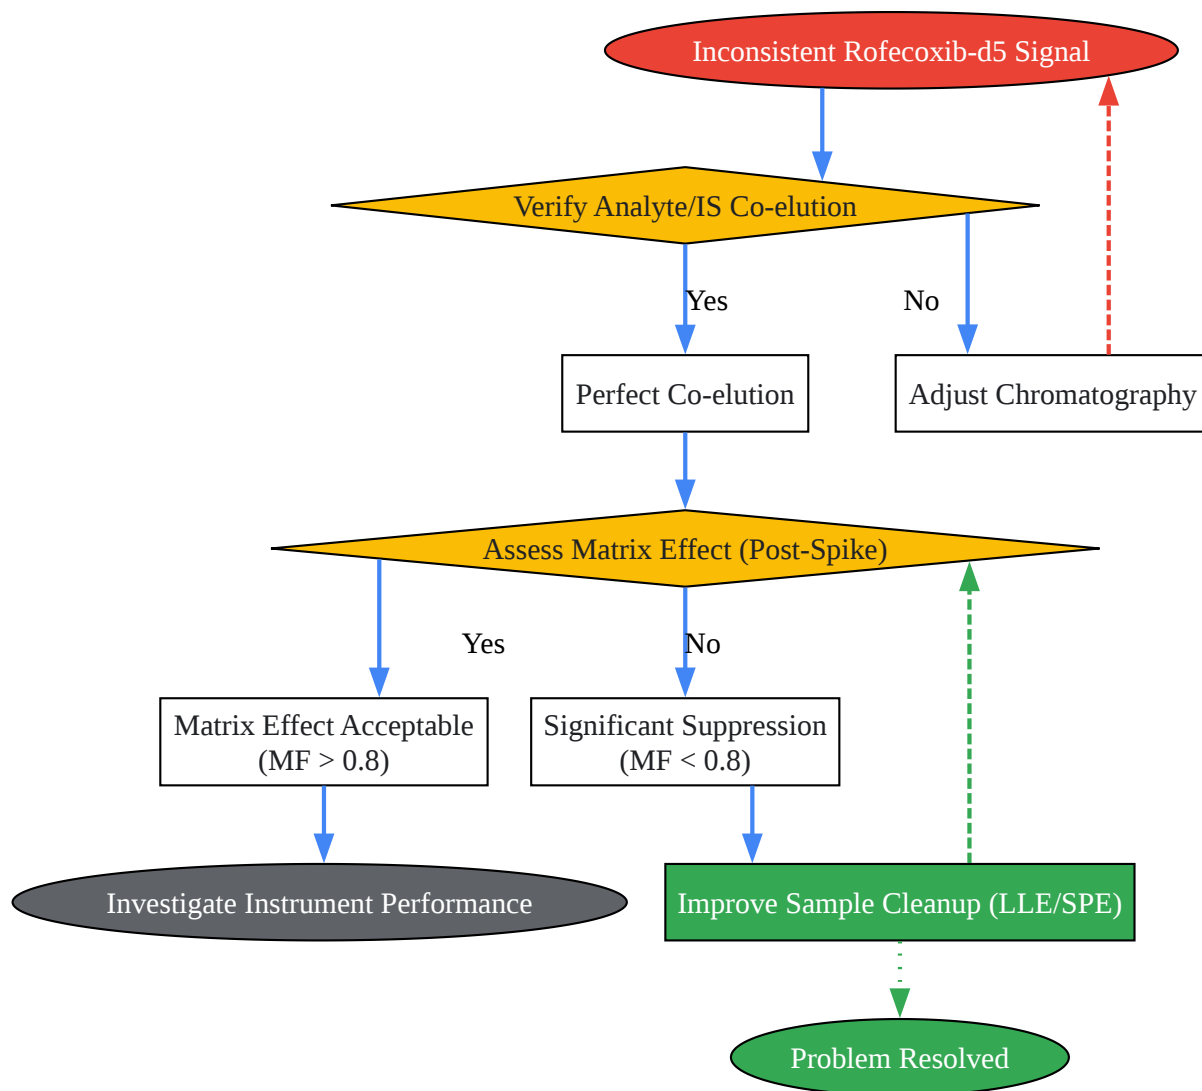 Inconsistent Rofecoxib-d5 Signal
Verify Analyte/IS Co-elution
Yes
No
Perfect Co-elution
Adjust Chromatography
Assess Matrix Effect (Post-Spike)
Yes
No
Matrix Effect Acceptable
(MF > 0.8)
Significant Suppression
(MF < 0.8)
Investigate Instrument Performance
Improve Sample Cleanup (LLE/SPE)
Problem Resolved